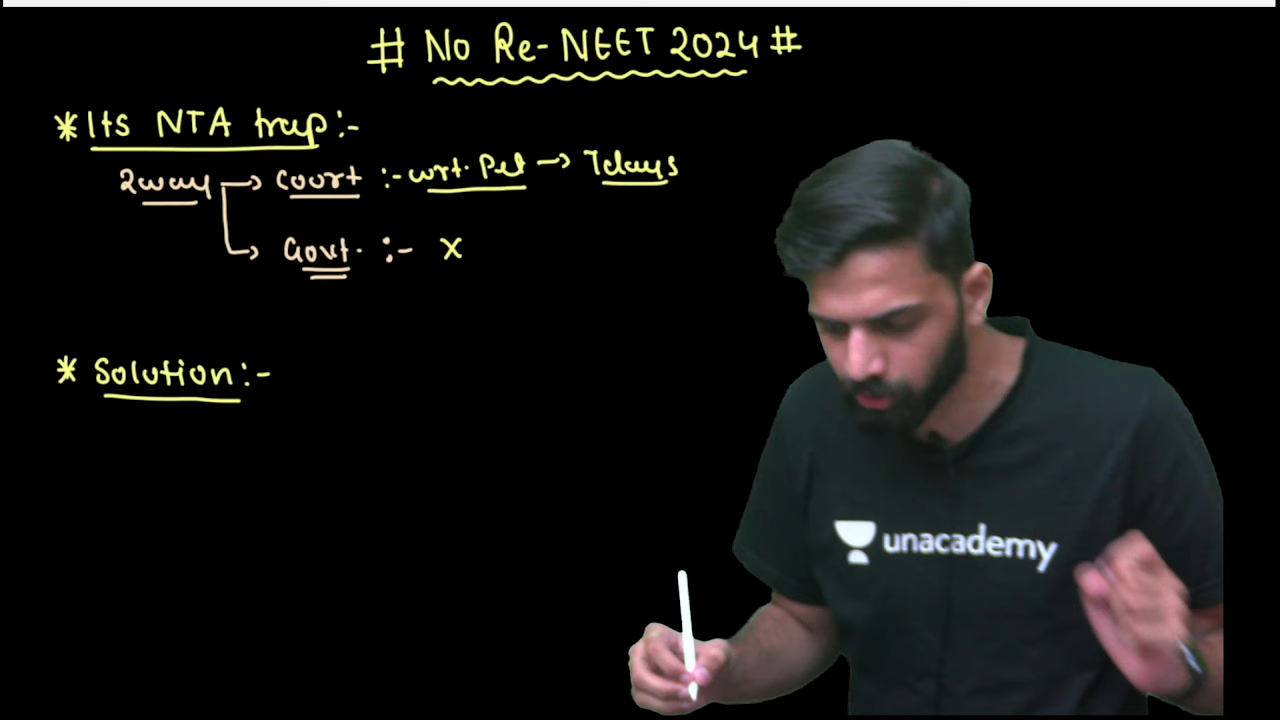 # No Re-NEET 2024 #
* Its NTA trap :-
2way → Court :- wrt. Pet → 7days
→ Govt. :- x
* Solution :-
unacademy